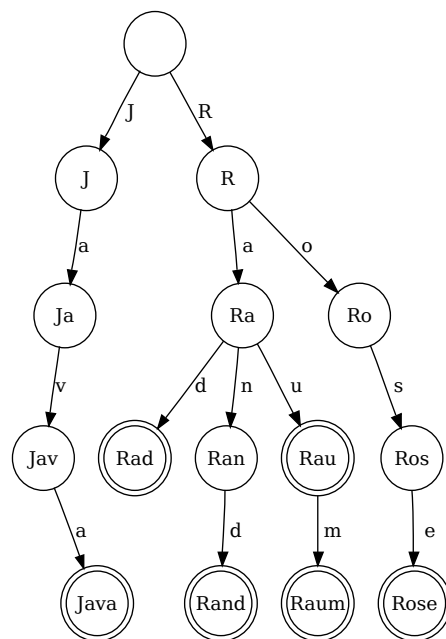 J R
J R
a a o
Ja Ra Ro
v d n u s
Jav Rad Ran Rau Ros
a d m e
Java Rand Raum Rose